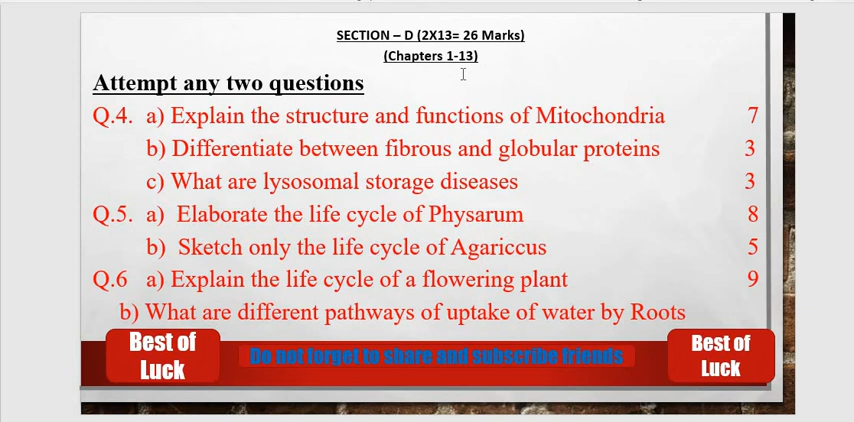 SECTION – D (2X13= 26 Marks)
(Chapters 1-13)
Attempt any two questions
Q.4. a) Explain the structure and functions of Mitochondria 7
b) Differentiate between fibrous and globular proteins 3
c) What are lysosomal storage diseases 3
Q.5. a) Elaborate the life cycle of Physarum 8
b) Sketch only the life cycle of Agariccus 5
Q.6 a) Explain the life cycle of a flowering plant 9
b) What are different pathways of uptake of water by Roots
Best of
Luck
Do not forget to share and subscribe friends
Best of
Luck